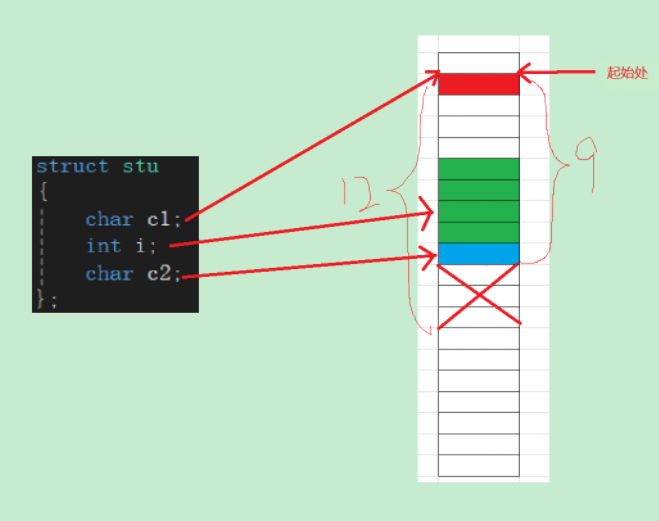 起始处
struct stu
{
char c1;
int i;
char c2;
};
12
9